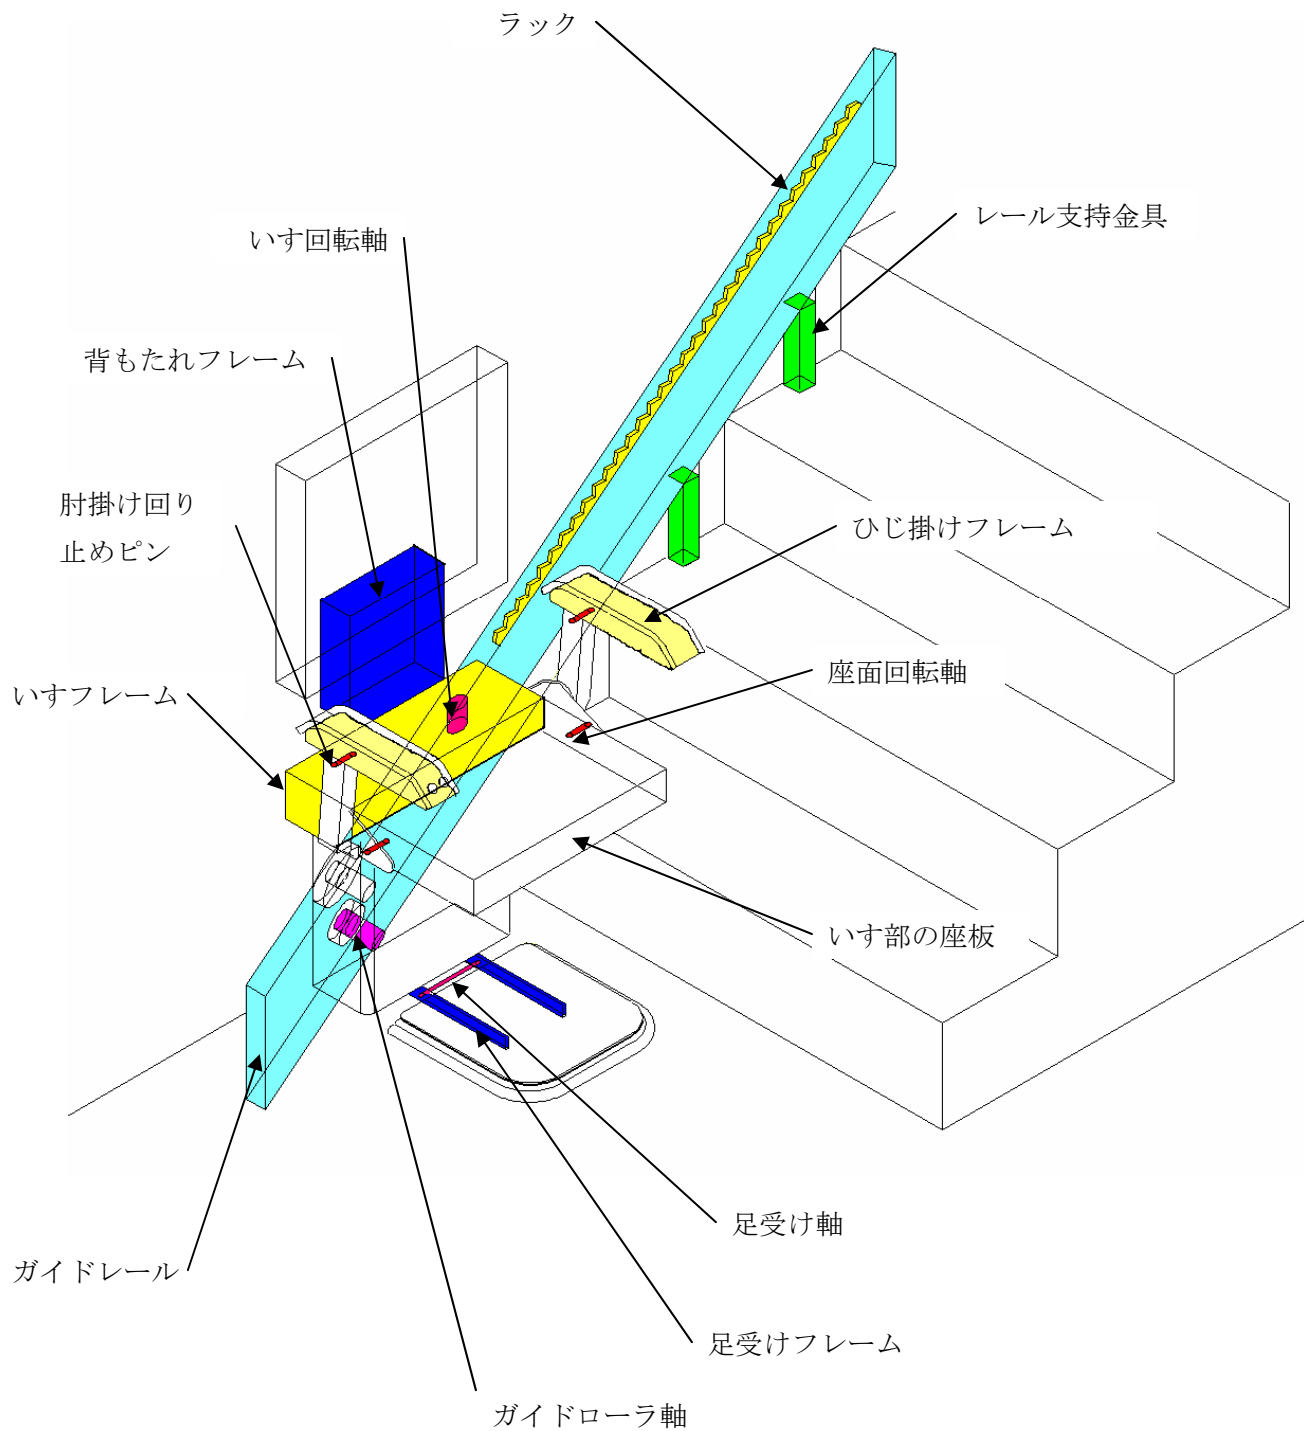 ラック
レール支持金具
いす回転軸
背もたれフレーム
肘掛け回り
止めピン
ひじ掛けフレーム
座面回転軸
いすフレーム
いす部の座板
足受け軸
ガイドレール
足受けフレーム
ガイドローラ軸